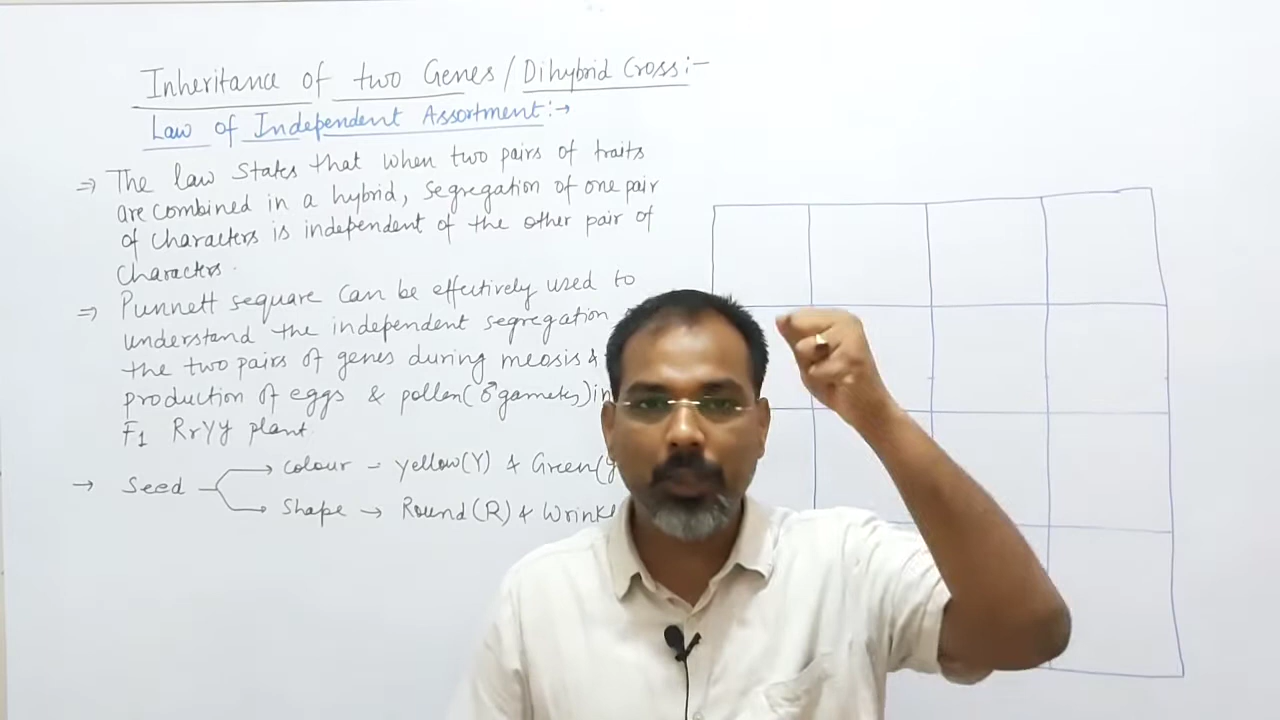 Inheritance of two Genes / Dihybrid Cross:-
Law of Independent Assortment:→
⇒ The law states that when two pairs of traits
are combined in a hybrid, segregation of one pair
of characters is independent of the other pair of
characters.
⇒ Punnett sequare can be effectively used to
understand the independent segregation
the two pairs of genes during meosis &
production of eggs & pollen(♂gametes) in
F1 RrYy plant.
→ Seed → Colour - Yellow(Y) & Green(y
→ Shape → Round(R) & Wrinkl